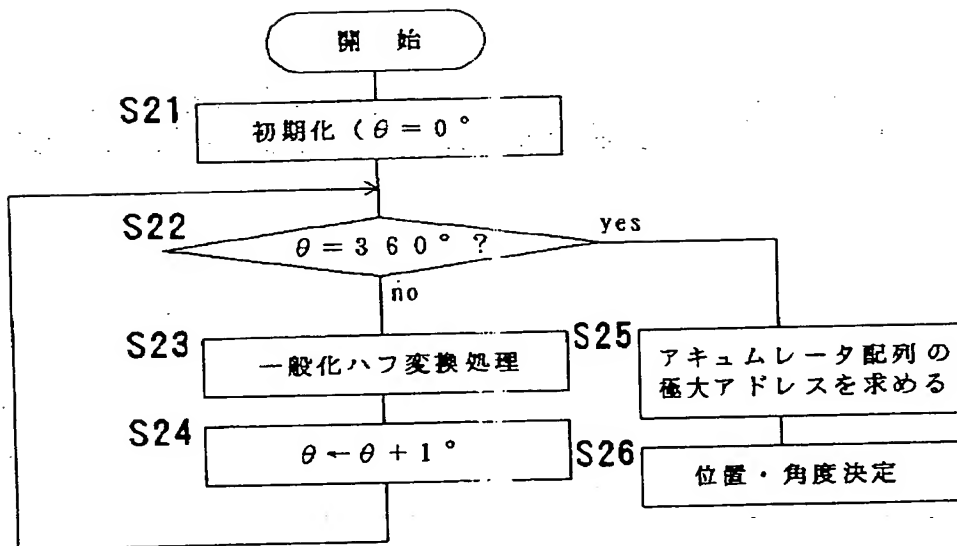 開始
S21
初期化 (θ=0°
S22
θ=360°?
yes
no
S23
一般化ハフ変換処理
S24
θ←θ+1°
S25
アキュムレータ配列の
極大アドレスを求める
S26
位置・角度決定